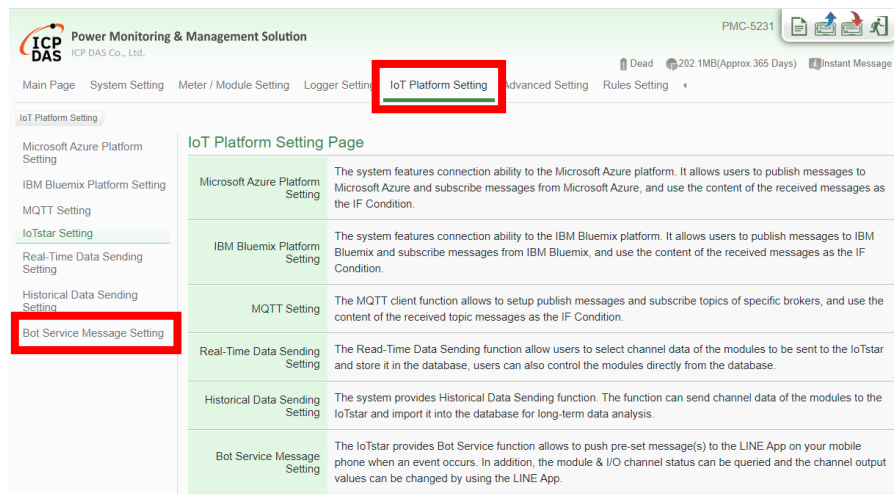 PMC-5231
ICP
DAS
Power Monitoring & Management Solution
ICP DAS Co., Ltd.
Dead 202.1MB(Approx.365 Days) Instant Message
Main Page System Setting Meter / Module Setting Logger Setting IoT Platform Setting Advanced Setting Rules Setting
IoT Platform Setting
Microsoft Azure Platform
Setting
IBM Bluemix Platform Setting
MQTT Setting
IoTstar Setting
Real-Time Data Sending
Setting
Historical Data Sending
Setting
Bot Service Message Setting
IoT Platform Setting Page
Microsoft Azure Platform
Setting
The system features connection ability to the Microsoft Azure platform. It allows users to publish messages to
Microsoft Azure and subscribe messages from Microsoft Azure, and use the content of the received messages as
the IF Condition.
IBM Bluemix Platform
Setting
The system features connection ability to the IBM Bluemix platform. It allows users to publish messages to IBM
Bluemix and subscribe messages from IBM Bluemix, and use the content of the received messages as the IF
Condition.
MQTT Setting
The MQTT client function allows to setup publish messages and subscribe topics of specific brokers, and use the
content of the received topic messages as the IF Condition.
Real-Time Data Sending
Setting
The Read-Time Data Sending function allow users to select channel data of the modules to be sent to the IoTstar
and store it in the database, users can also control the modules directly from the database.
Historical Data Sending
Setting
The system provides Historical Data Sending function. The function can send channel data of the modules to the
IoTstar and import it into the database for long-term data analysis.
Bot Service Message
Setting
The IoTstar provides Bot Service function allows to push pre-set message(s) to the LINE App on your mobile
phone when an event occurs. In addition, the module & I/O channel status can be queried and the channel output
values can be changed by using the LINE App.